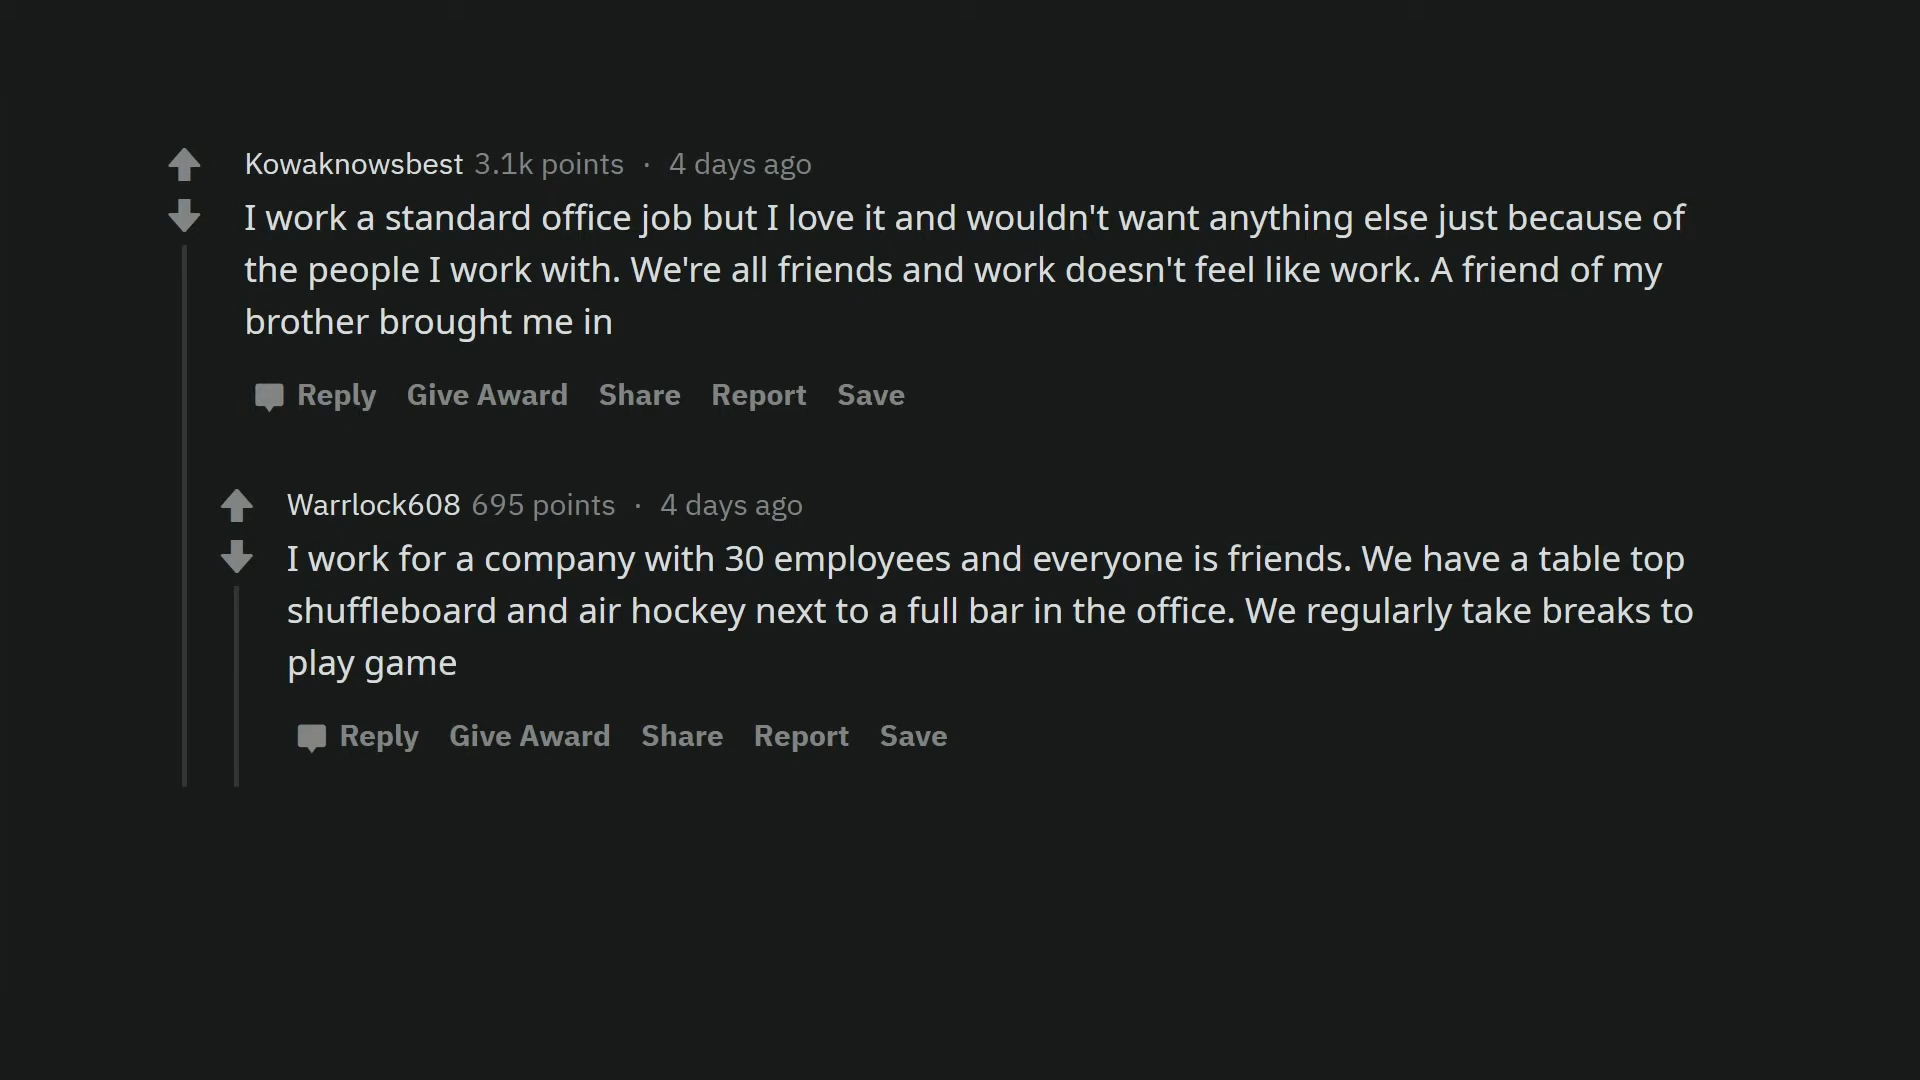 Kowaknowsbest 3.1k points · 4 days ago
I work a standard office job but I love it and wouldn't want anything else just because of
the people I work with. We're all friends and work doesn't feel like work. A friend of my
brother brought me in
Reply Give Award Share Report Save
Warrlock608 695 points · 4 days ago
I work for a company with 30 employees and everyone is friends. We have a table top
shuffleboard and air hockey next to a full bar in the office. We regularly take breaks to
play game
Reply Give Award Share Report Save